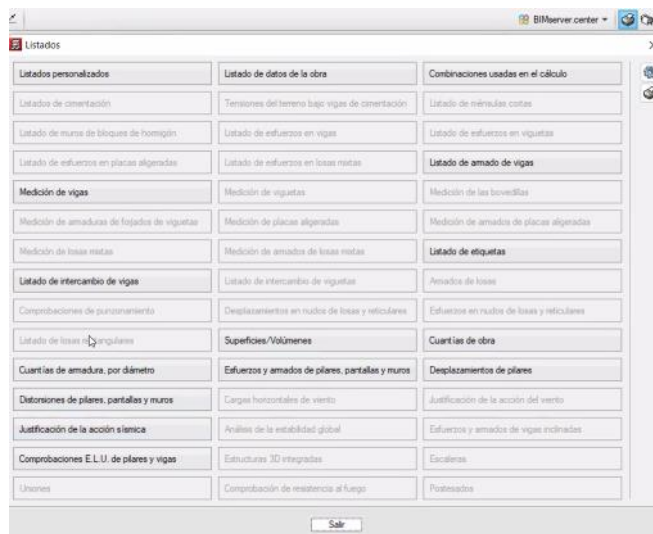 BIMserver.center
Listados
Listados personalizados
Listado de datos de la obra
Combinaciones usadas en el cálculo
Listados de cimentación
Tensiones del terreno bajo vigas de cimentación
Listado de ménsulas cortas
Listado de muros de bloques de hormigón
Listado de esfuerzos en vigas
Listado de esfuerzos en viguetas
Listado de esfuerzos en placas aligeradas
Listado de esfuerzos en losas mixtas
Listado de armado de vigas
Medición de vigas
Medición de viguetas
Medición de las bovedillas
Medición de armaduras de forjados de viguetas
Medición de placas aligeradas
Medición de armados de placas aligeradas
Medición de losas mixtas
Medición de armados de losas mixtas
Listado de etiquetas
Listado de intercambio de vigas
Listado de intercambio de viguetas
Armados de losas
Comprobaciones de punzonamiento
Desplazamientos en nudos de losas y reticulares
Esfuerzos en nudos de losas y reticulares
Listado de losas rectangulares
Superficies/Volúmenes
Cuantías de obra
Cuantías de armadura, por diámetro
Esfuerzos y armados de pilares, pantallas y muros
Desplazamientos de pilares
Distorsiones de pilares, pantallas y muros
Cargas horizontales de viento
Justificación de la acción del viento
Justificación de la acción sísmica
Análisis de la estabilidad global
Esfuerzos y armados de vigas inclinadas
Comprobaciones E.L.U. de pilares y vigas
Estructuras 3D integradas
Escaleras
Uniones
Comprobación de resistencia al fuego
Postesados
Salir